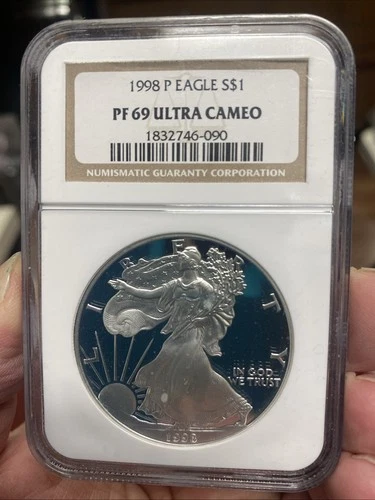 1998 P EAGLE S$1
PF 69 ULTRA CAMEO
1832746-090
NUMISMATIC GUARANTY CORPORATION
LIBERTY
IN GOD
WE TRUST
1998